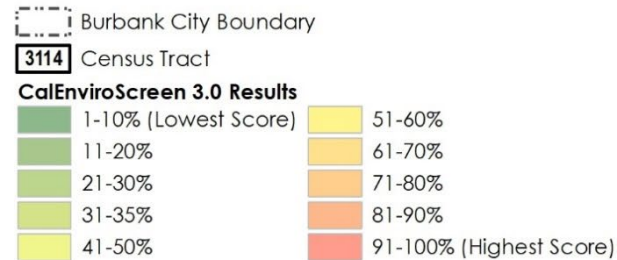 Burbank City Boundary
3114 Census Tract
CalEnviroScreen 3.0 Results
1-10% (Lowest Score)
11-20%
21-30%
31-35%
41-50%
51-60%
61-70%
71-80%
81-90%
91-100% (Highest Score)